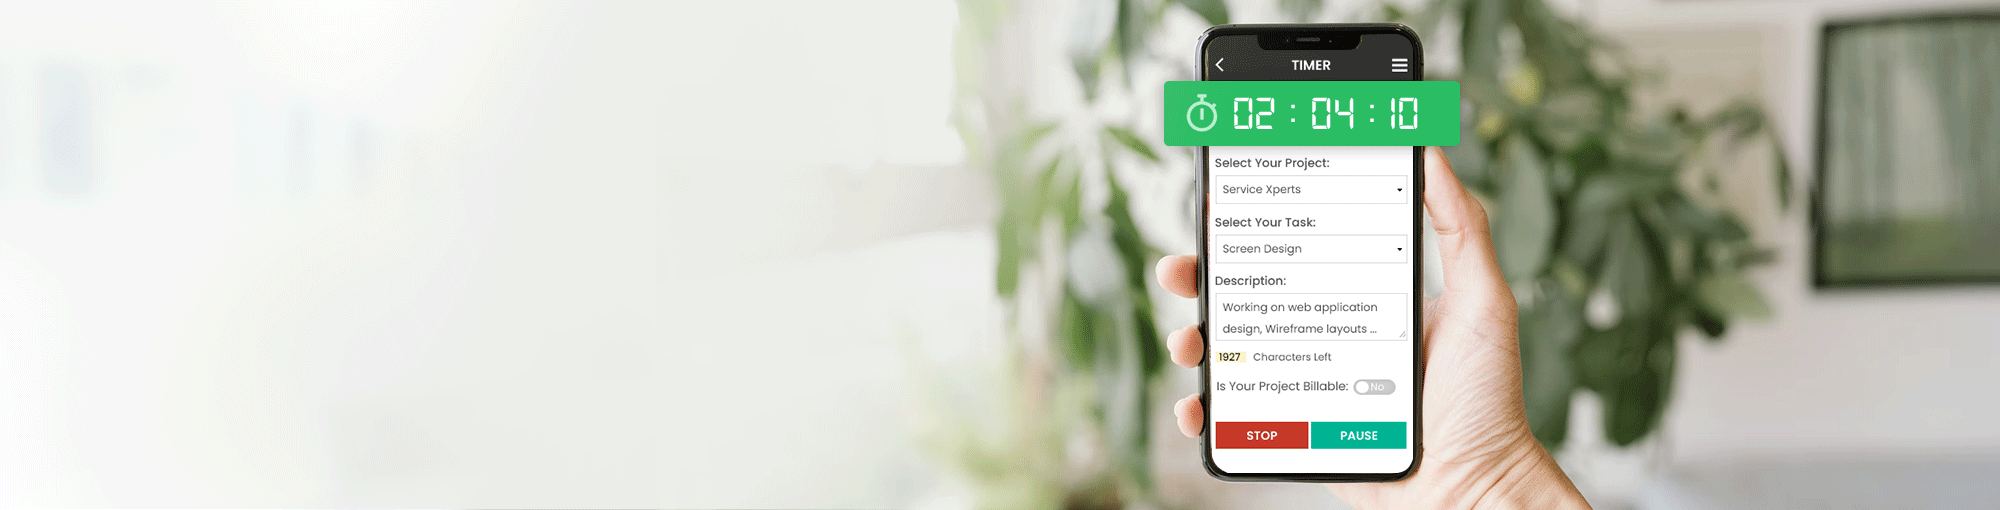 TIMER
02 : 04 : 10
Select Your Project:
Service Xperts
Select Your Task:
Screen Design
Description:
Working on web application
design, Wireframe layouts ...
1927 Characters Left
Is Your Project Billable: No
STOP PAUSE